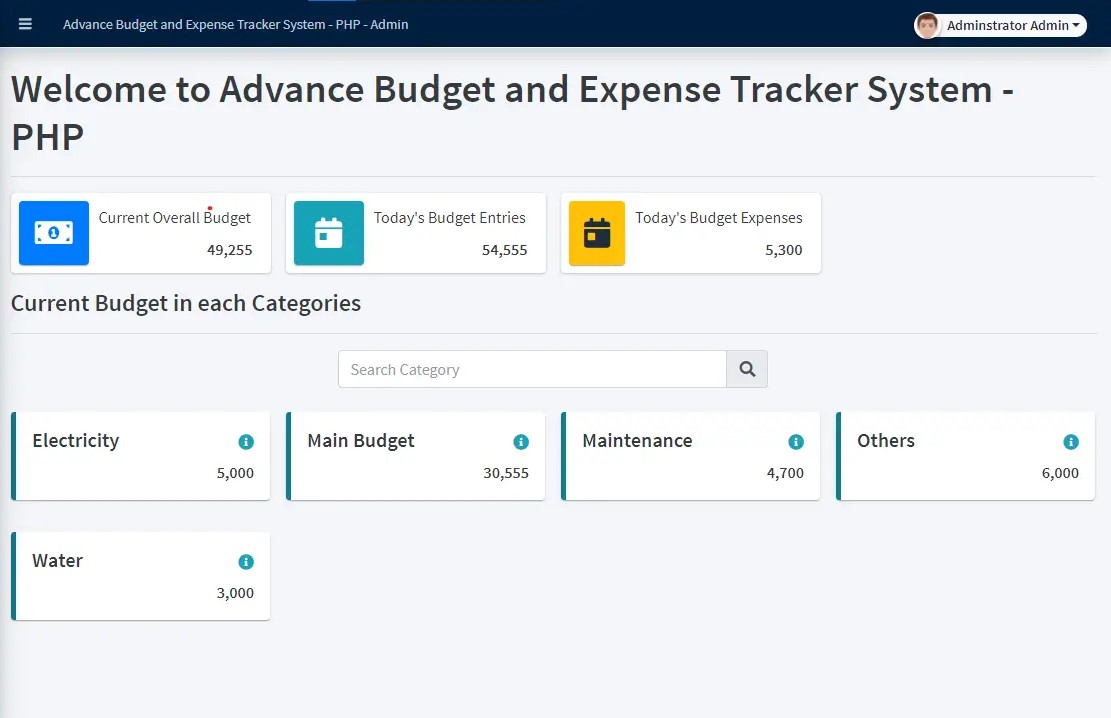 Advance Budget and Expense Tracker System - PHP - Admin
Adminstrator Admin
Welcome to Advance Budget and Expense Tracker System -
PHP
Current Overall Budget
49,255
Today's Budget Entries
54,555
Today's Budget Expenses
5,300
Current Budget in each Categories
Search Category
Electricity
5,000
Main Budget
30,555
Maintenance
4,700
Others
6,000
Water
3,000